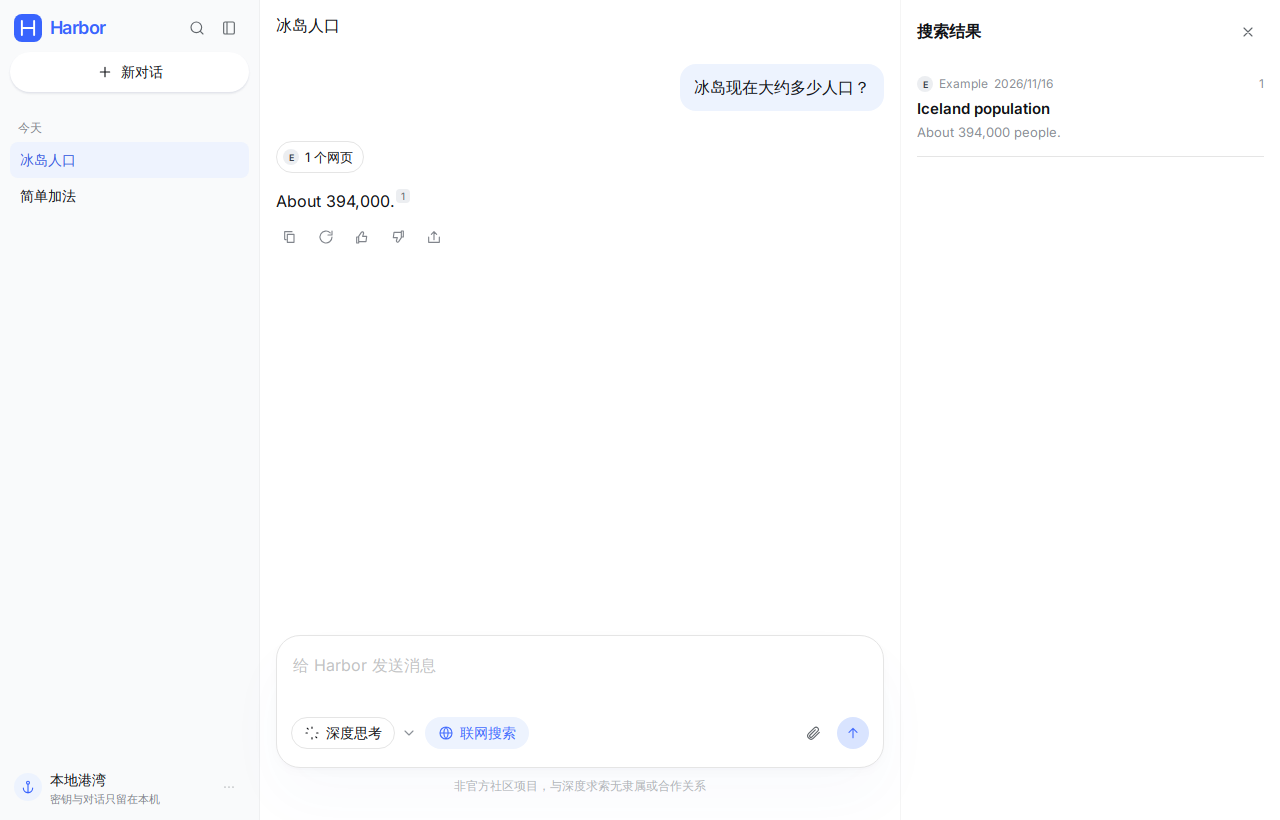 Harbor
新对话
今天
冰岛人口
简单加法
本地港湾
密钥与对话只留在本机
冰岛人口
冰岛现在大约多少人口？
E 1 个网页
About 394,000. 1
给 Harbor 发送消息
深度思考
联网搜索
非官方社区项目，与深度求索无隶属或合作关系
搜索结果
E Example 2026/11/16 1
Iceland population
About 394,000 people.